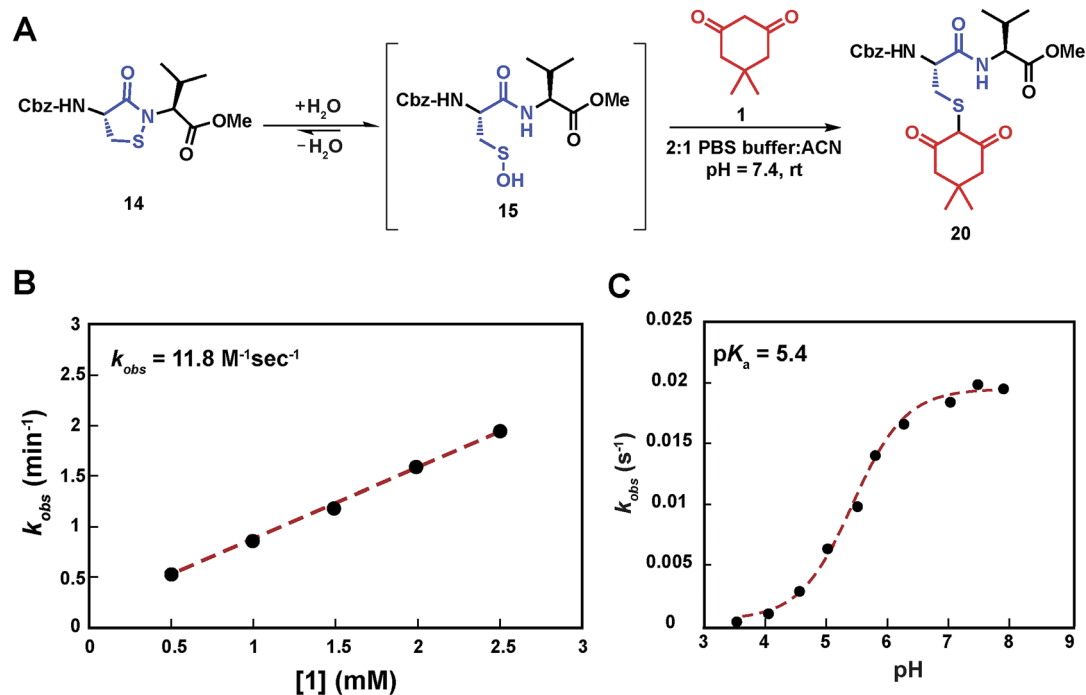 A
Cbz-HN
O
N
S
O
OMe
14
+H₂O
−H₂O
Cbz-HN
O
N
H
O
OMe
S
OH
15
O
O
1
2:1 PBS buffer:ACN
pH = 7.4, rt
Cbz-HN
O
N
H
O
OMe
S
O
O
20
B
k_obs = 11.8 M⁻¹sec⁻¹
k_obs (min⁻¹)
3
2.5
2
1.5
1
0.5
0
0
0.5
1
1.5
2
2.5
3
[1] (mM)
C
pKₐ = 5.4
k_obs (s⁻¹)
0.025
0.02
0.015
0.01
0.005
0
3
4
5
6
7
8
9
pH